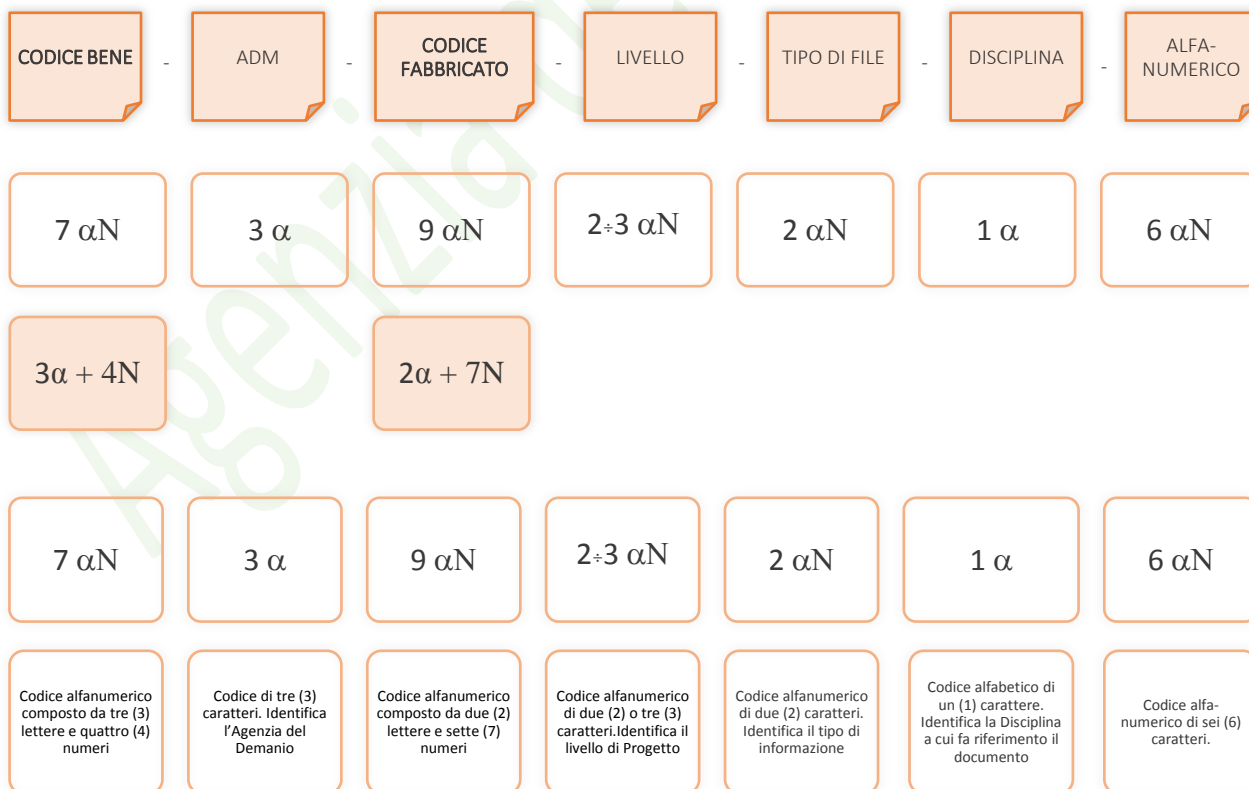 CODICE BENE
-
ADM
-
CODICE
FABBRICATO
-
LIVELLO
-
TIPO DI FILE
-
DISCIPLINA
-
ALFA-
NUMERICO
7 αN
3 α
9 αN
2÷3 αN
2 αN
1 α
6 αN
3α + 4N
2α + 7N
7 αN
3 α
9 αN
2÷3 αN
2 αN
1 α
6 αN
Codice alfanumerico
composto da tre (3)
lettere e quattro (4)
numeri
Codice di tre (3)
caratteri. Identifica
l’Agenzia del
Demanio
Codice alfanumerico
composto da due (2)
lettere e sette (7)
numeri
Codice alfanumerico
di due (2) o tre (3)
caratteri.Identifica il
livello di Progetto
Codice alfanumerico
di due (2) caratteri.
Identifica il tipo di
informazione
Codice alfabetico di
un (1) carattere.
Identifica la Disciplina
a cui fa riferimento il
documento
Codice alfa-
numerico di sei (6)
caratteri.
Agenzia